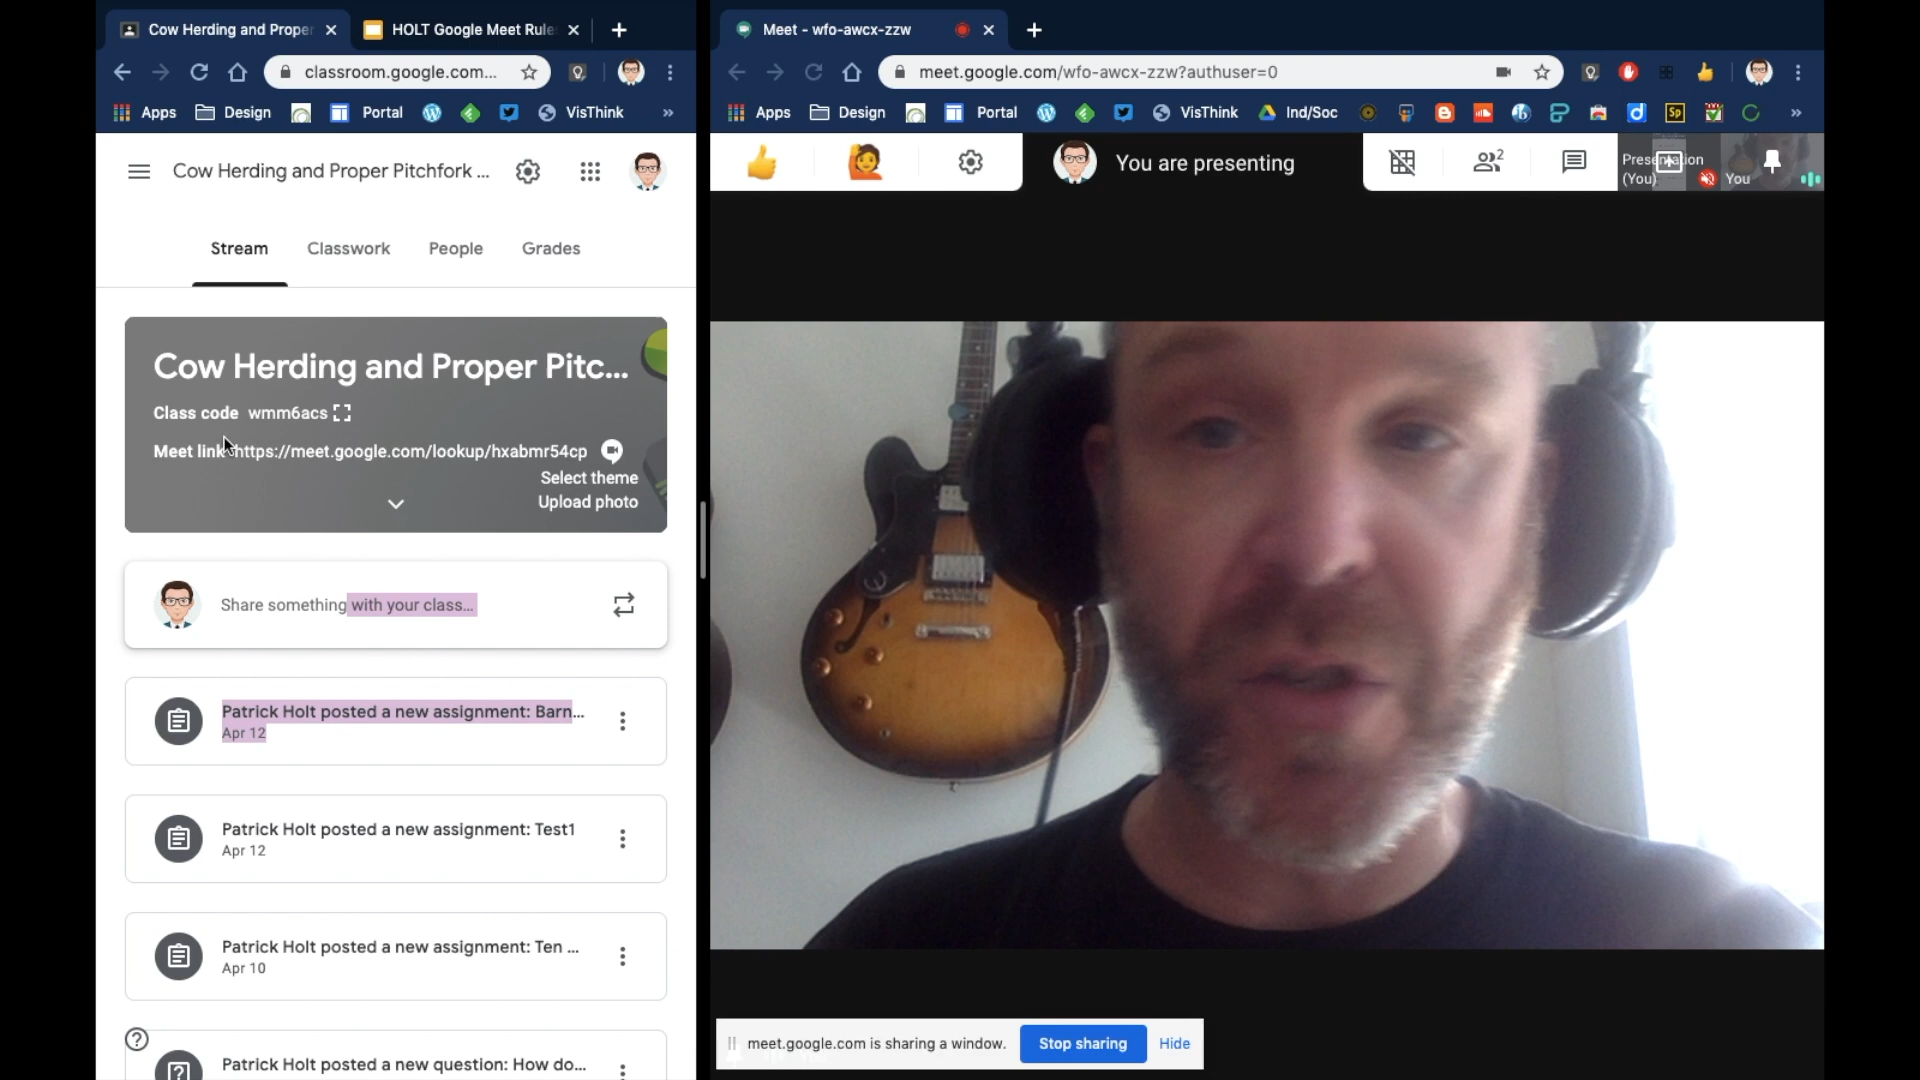 Cow Herding and Proper
HOLT Google Meet Rule
classroom.google.com...
Apps
Design
Portal
VisThink
»
Cow Herding and Proper Pitchfork ...
Stream
Classwork
People
Grades
Cow Herding and Proper Pitc...
Class code wmm6acs
Meet link https://meet.google.com/lookup/hxabmr54cp
Select theme
Upload photo
Share something with your class...
Patrick Holt posted a new assignment: Barn...
Apr 12
Patrick Holt posted a new assignment: Test1
Apr 12
Patrick Holt posted a new assignment: Ten ...
Apr 10
Patrick Holt posted a new question: How do...
Meet - wfo-awcx-zzw
meet.google.com/wfo-awcx-zzw?authuser=0
Apps
Design
Portal
VisThink
Ind/Soc
Sp
»
You are presenting
2
Presentation
(You)
You
meet.google.com is sharing a window.
Stop sharing
Hide